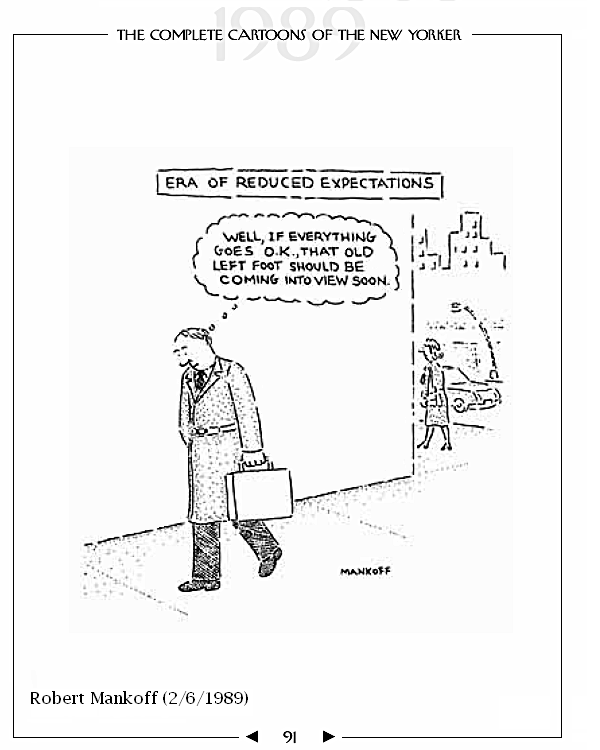 1989
THE COMPLETE CARTOONS OF THE NEW YORKER
ERA OF REDUCED EXPECTATIONS
WELL, IF EVERYTHING
GOES O.K., THAT OLD
LEFT FOOT SHOULD BE
COMING INTO VIEW SOON.
MANKOFF
Robert Mankoff (2/6/1989)
91